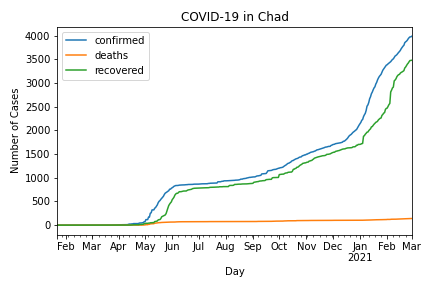 COVID-19 in Chad
confirmed
deaths
recovered
Number of Cases
4000
3500
3000
2500
2000
1500
1000
500
0
Feb Mar Apr May Jun Jul Aug Sep Oct Nov Dec Jan Feb Mar
2021
Day